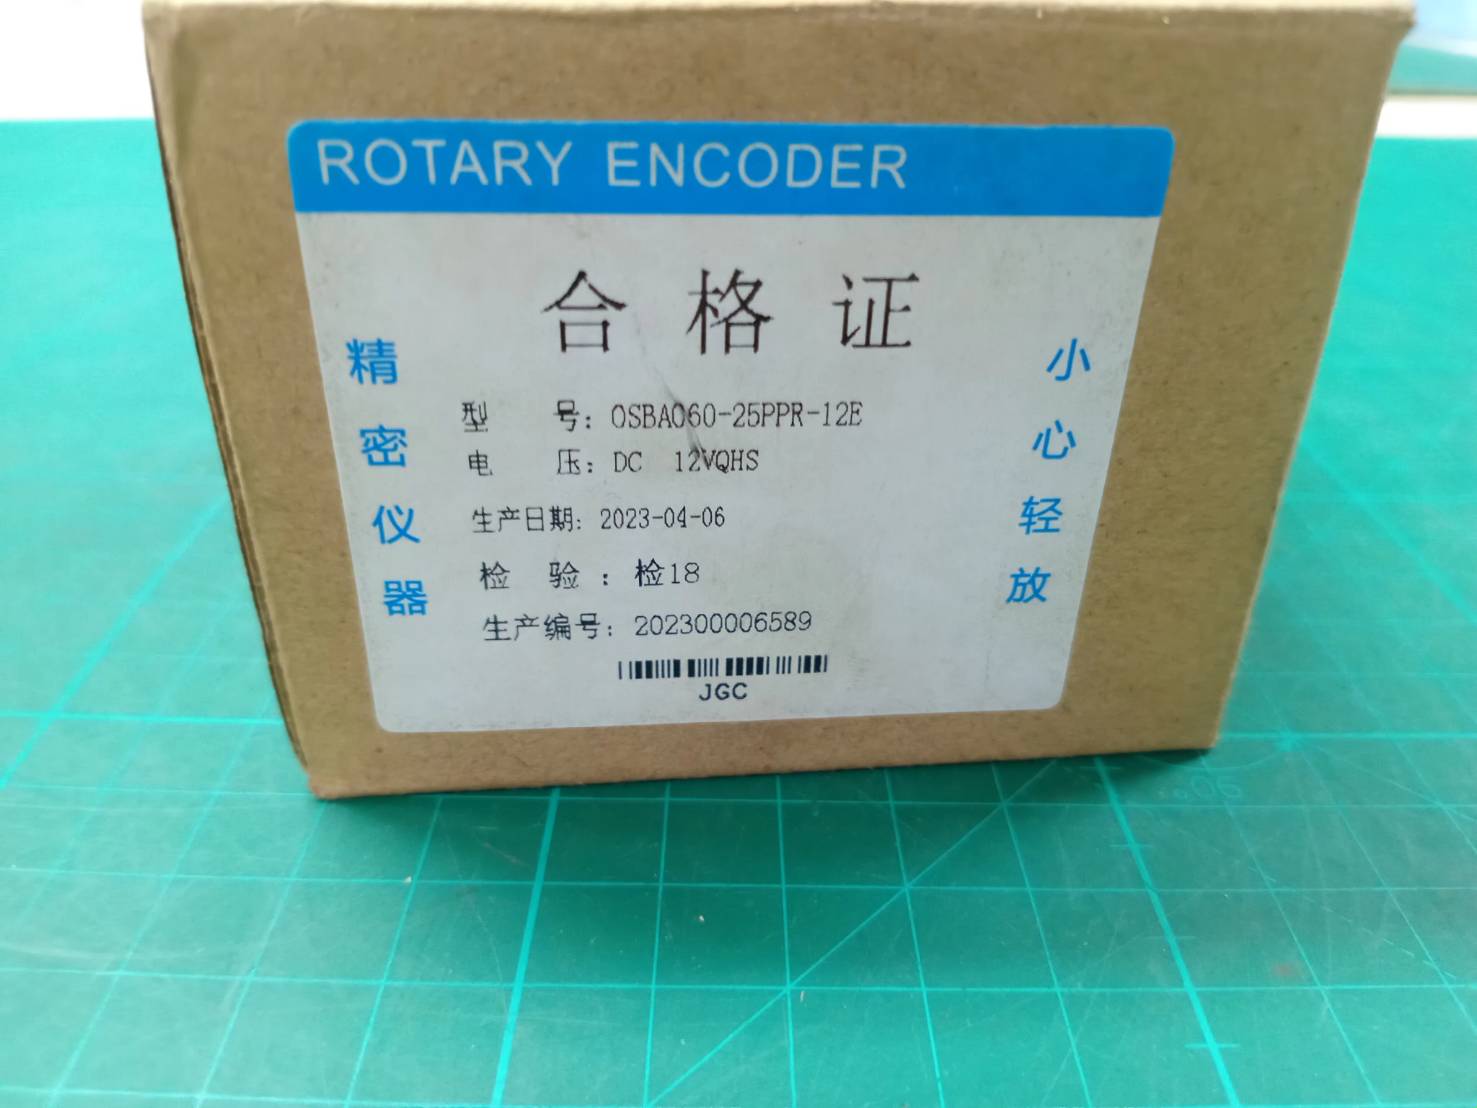 ROTARY ENCODER
合格证
精密仪器
小心轻放
型 号: OSBA060-25PPR-12E
电 压: DC 12VQHS
生产日期: 2023-04-06
检 验 : 检18
生产编号: 202300006589
JGC